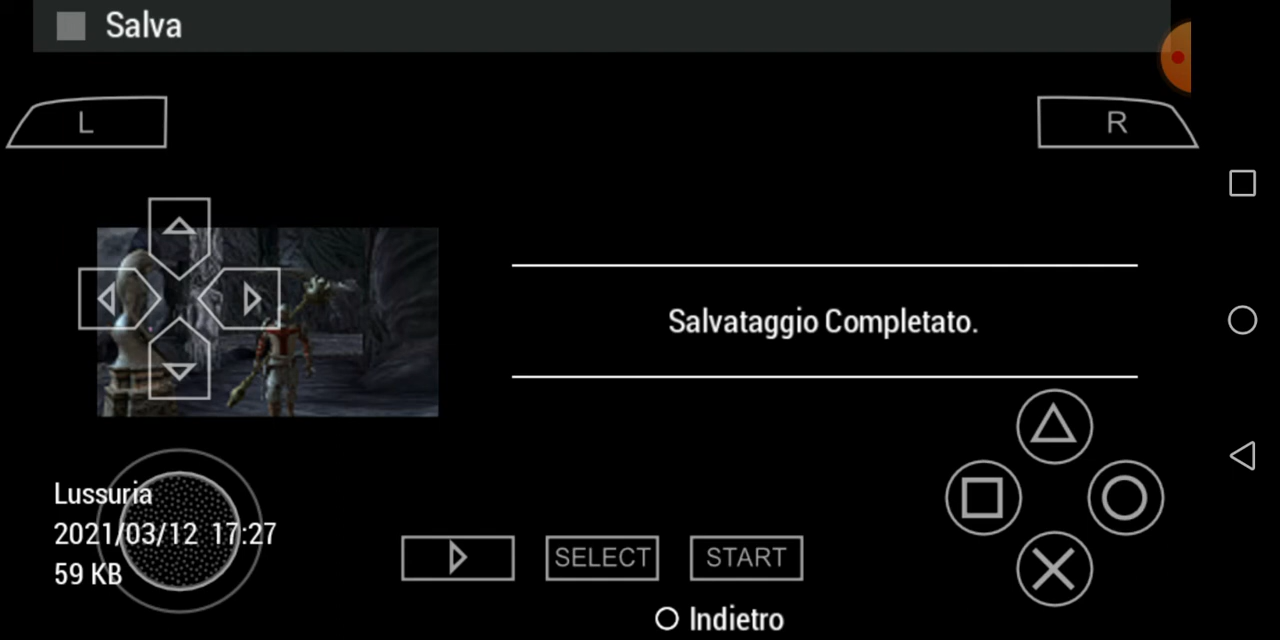 Salva
L
R
Salvataggio Completato.
Lussuria
2021/03/12 17:27
59 KB
SELECT
START
Indietro